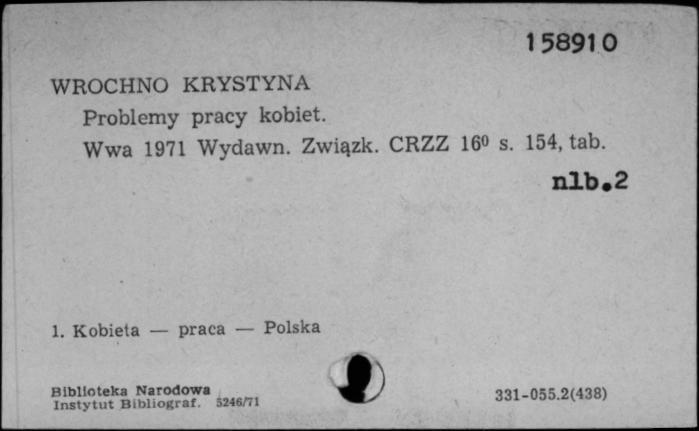 158910
WROCHNO KRYSTYNA
Problemy pracy kobiet.
Wwa 1971 Wydawn. Związk. CRZZ 16⁰ s. 154, tab.
nlb.2
1. Kobieta — praca — Polska
Biblioteka Narodowa
Instytut Bibliograf. 5246/71
331-055.2(438)